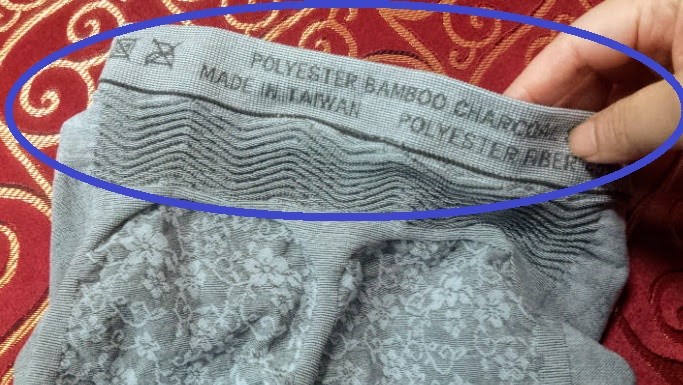 POLYESTER BAMBOO CHARCOAL
MADE IN TAIWAN POLYESTER FIBER